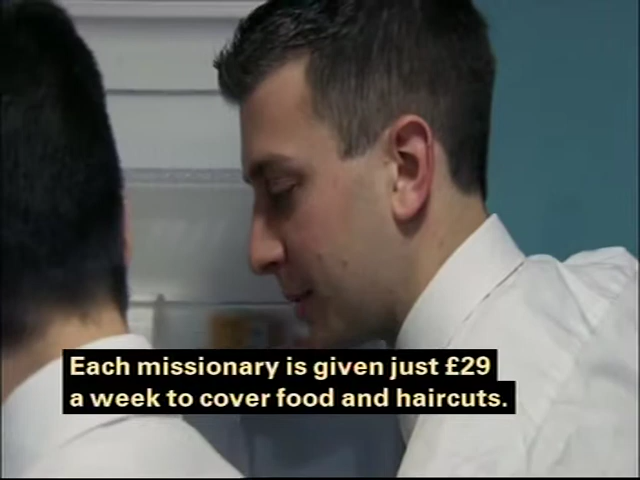 Each missionary is given just £29
a week to cover food and haircuts.